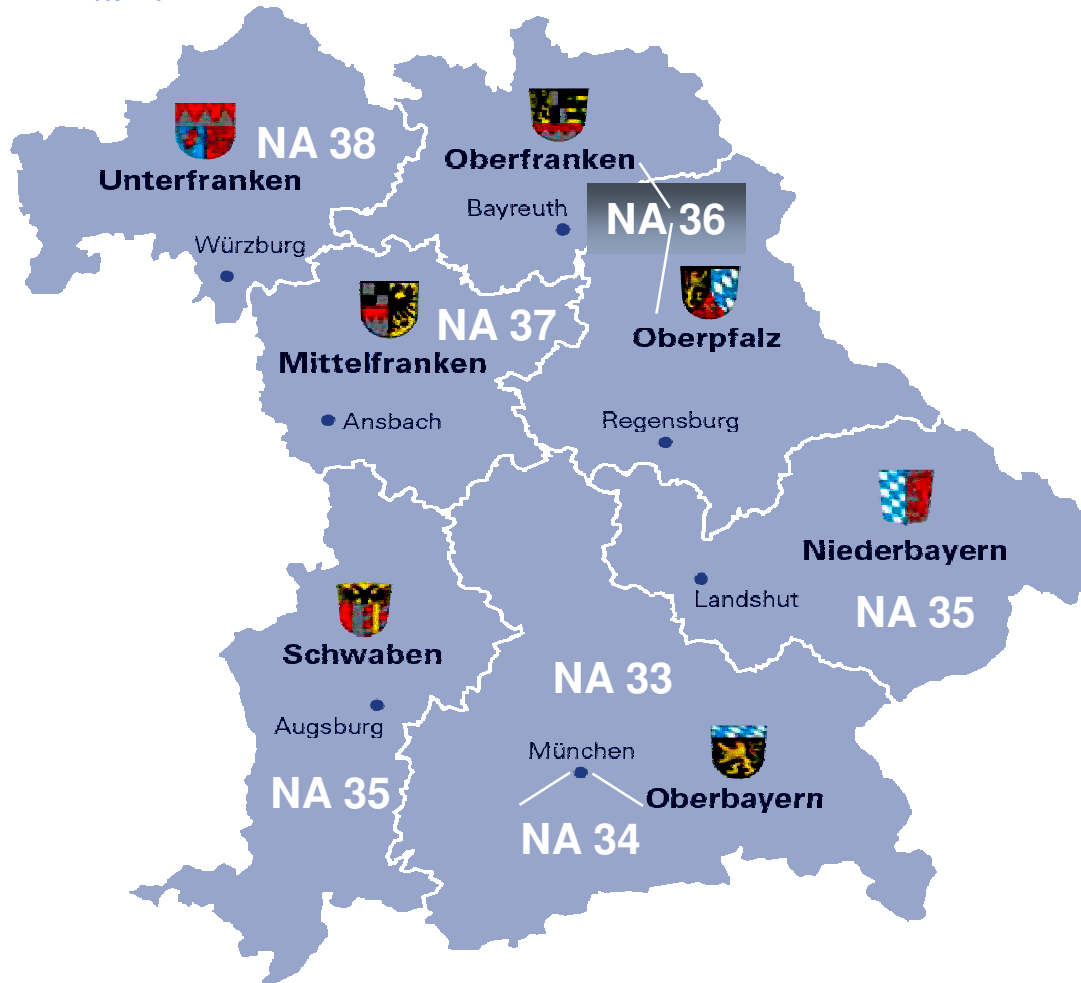 NA 38
Unterfranken
Würzburg
Oberfranken
Bayreuth
NA 36
NA 37
Mittelfranken
Ansbach
Oberpfalz
Regensburg
Niederbayern
Landshut
NA 35
Schwaben
Augsburg
NA 35
NA 33
München
Oberbayern
NA 34